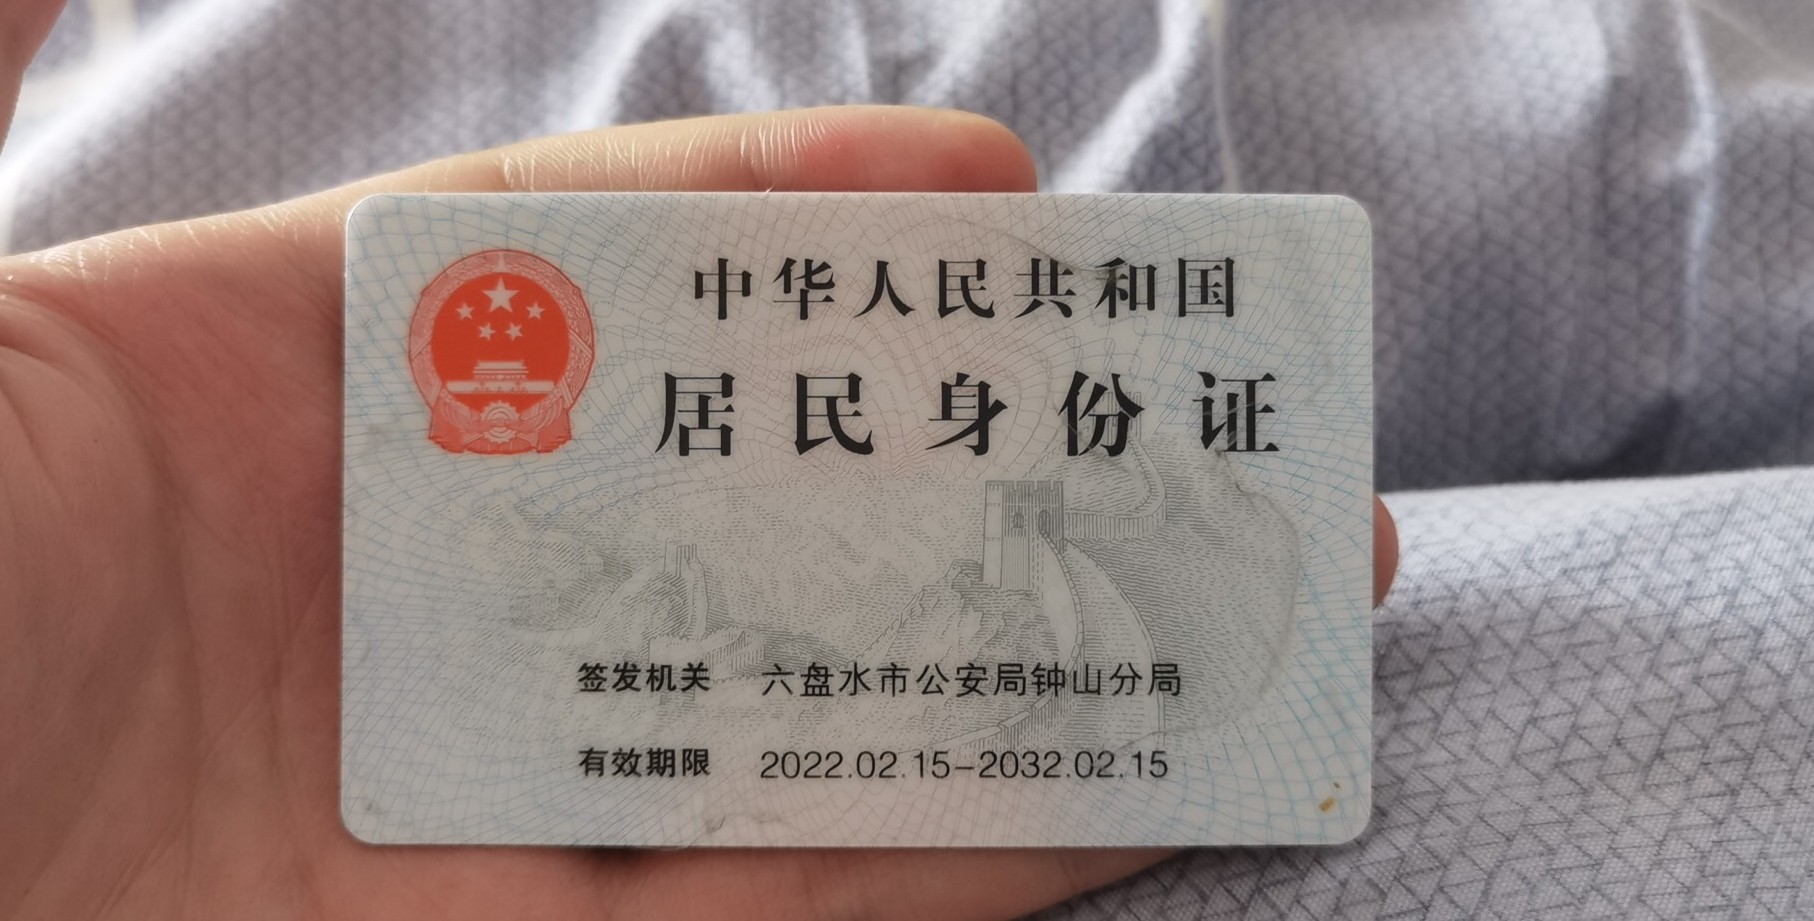 中华人民共和国
居民身份证
签发机关 六盘水市公安局钟山分局
有效期限 2022.02.15-2032.02.15